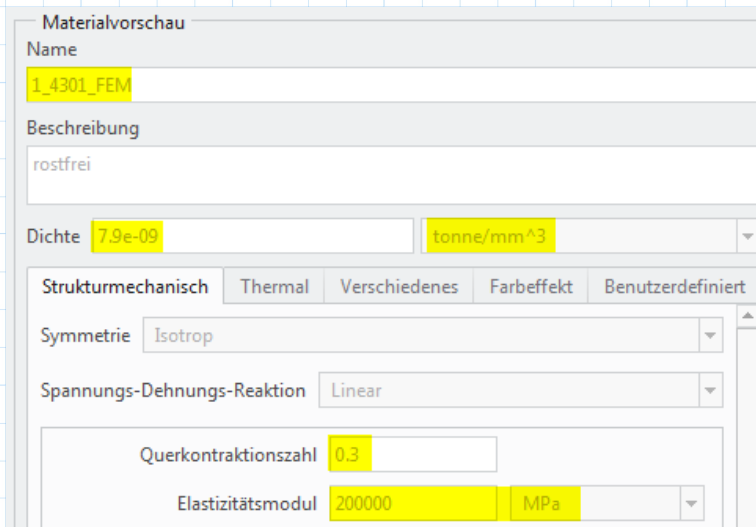 Materialvorschau
Name
1_4301_FEM
Beschreibung
rostfrei
Dichte 7.9e-09 tonne/mm^3
Strukturmechanisch Thermal Verschiedenes Farbeffekt Benutzerdefiniert
Symmetrie Isotrop
Spannungs-Dehnungs-Reaktion Linear
Querkontraktionszahl 0.3
Elastizitätsmodul 200000 MPa